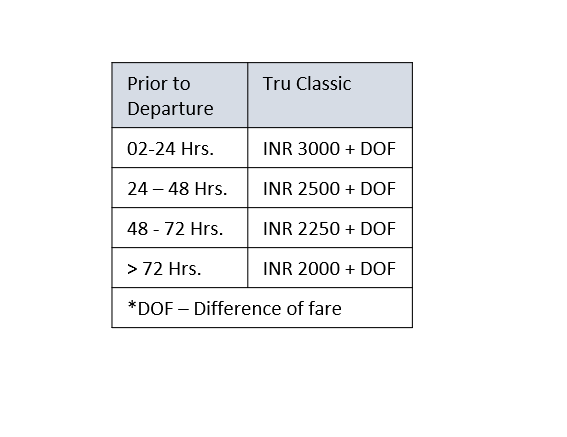 Prior to Departure Tru Classic
02-24 Hrs. INR 3000 + DOF
24 – 48 Hrs. INR 2500 + DOF
48 - 72 Hrs. INR 2250 + DOF
> 72 Hrs. INR 2000 + DOF
*DOF – Difference of fare